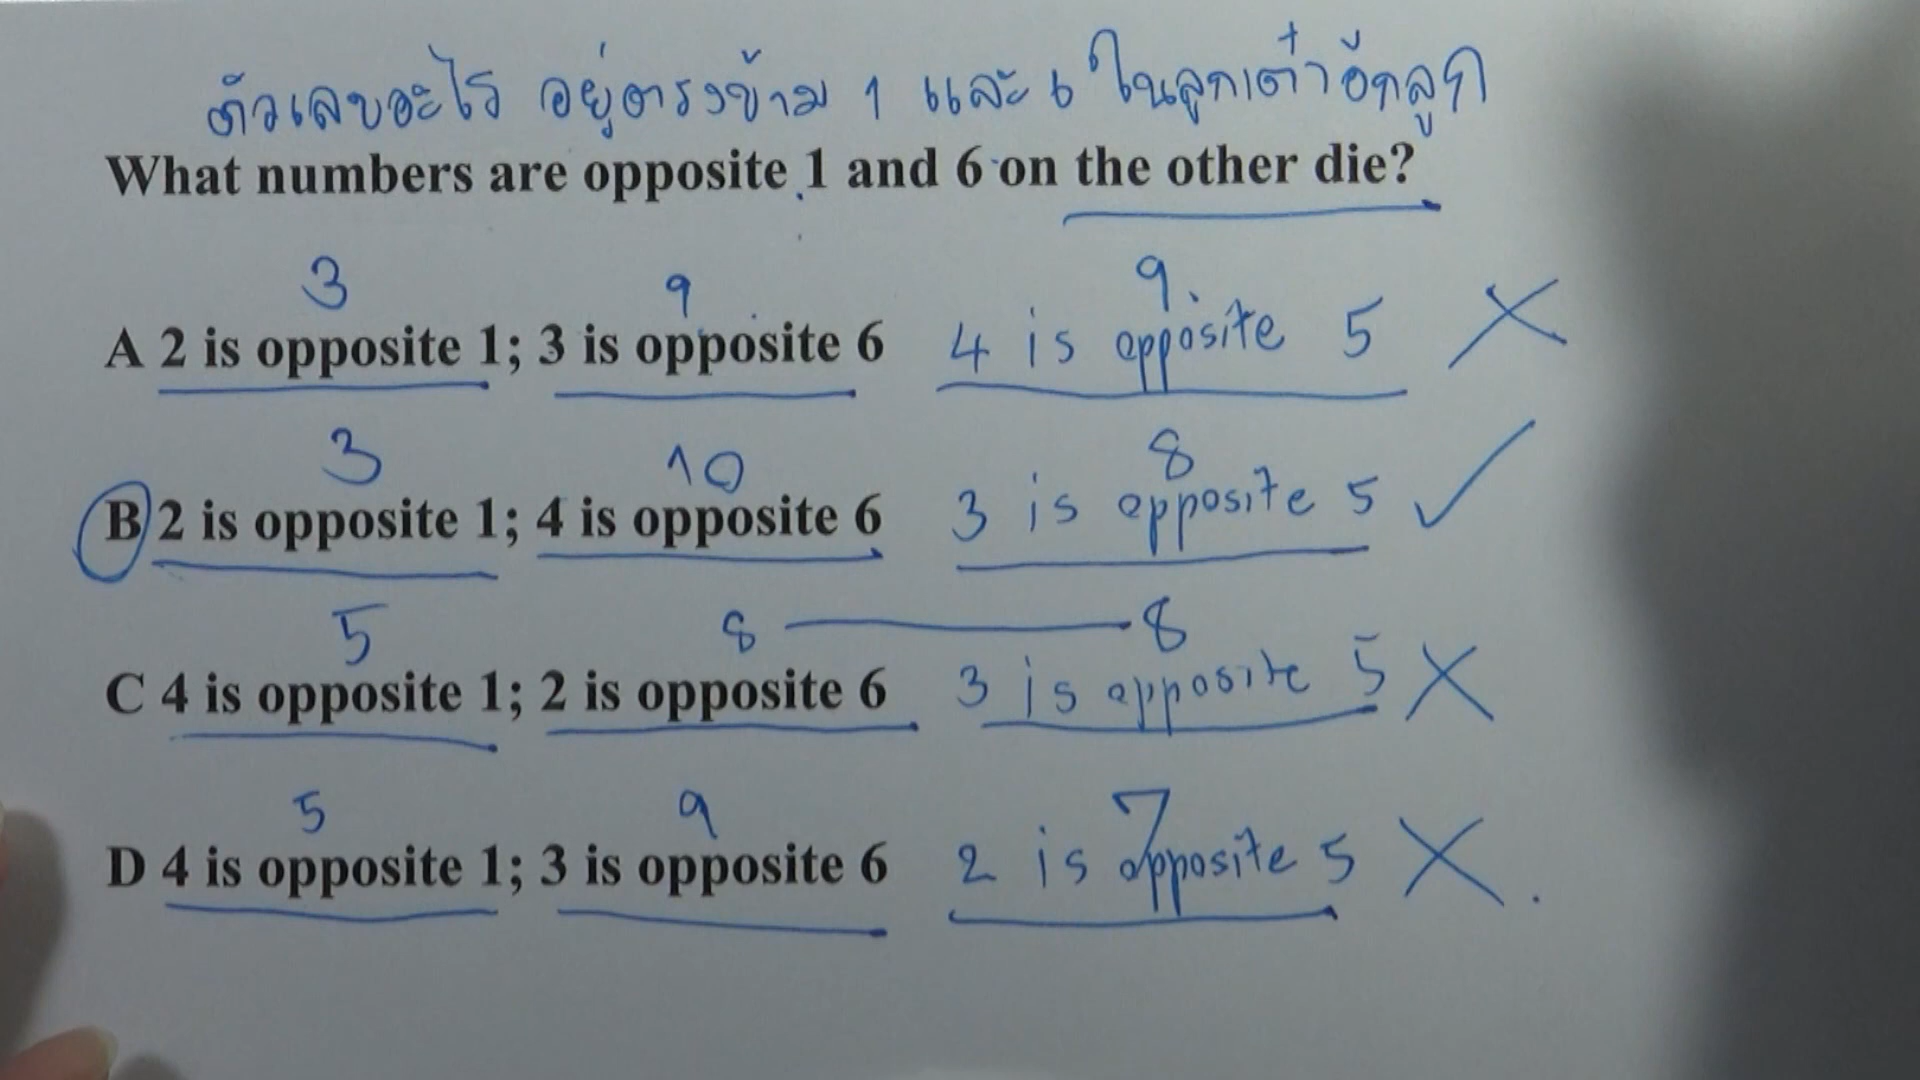 ตัวเลขอะไร อยู่ตรงข้าม 1 และ 6 ในลูกเต๋าอีกลูก
What numbers are opposite 1 and 6 on the other die?
3 9 9
A 2 is opposite 1; 3 is opposite 6 4 is opposite 5 X
3 10 8
B 2 is opposite 1; 4 is opposite 6 3 is opposite 5 ✓
5 8 — 8
C 4 is opposite 1; 2 is opposite 6 3 is opposite 5 X
5 9 7
D 4 is opposite 1; 3 is opposite 6 2 is opposite 5 X